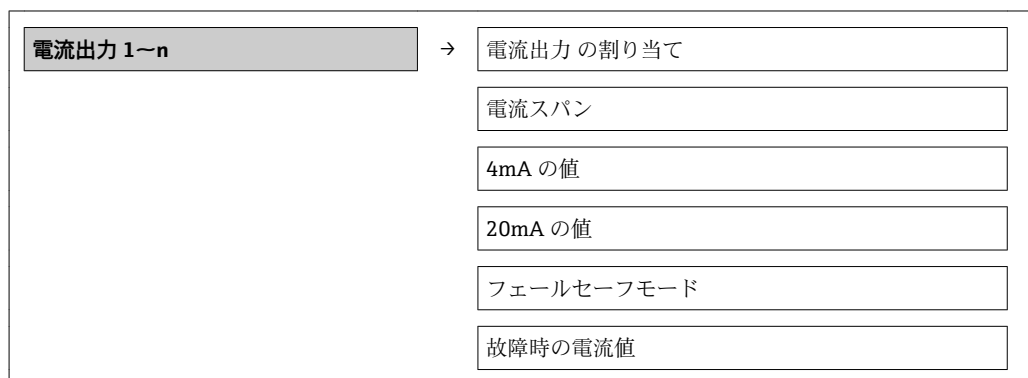 電流出力 1～n → 電流出力 の割り当て
電流スパン
4mA の値
20mA の値
フェールセーフモード
故障時の電流値